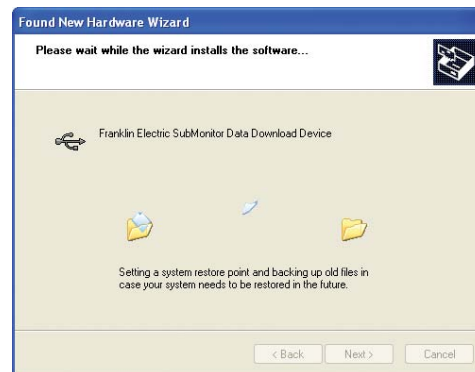 Found New Hardware Wizard
Please wait while the wizard installs the software...
Franklin Electric SubMonitor Data Download Device
Setting a system restore point and backing up old files in
case your system needs to be restored in the future.
< Back
Next >
Cancel